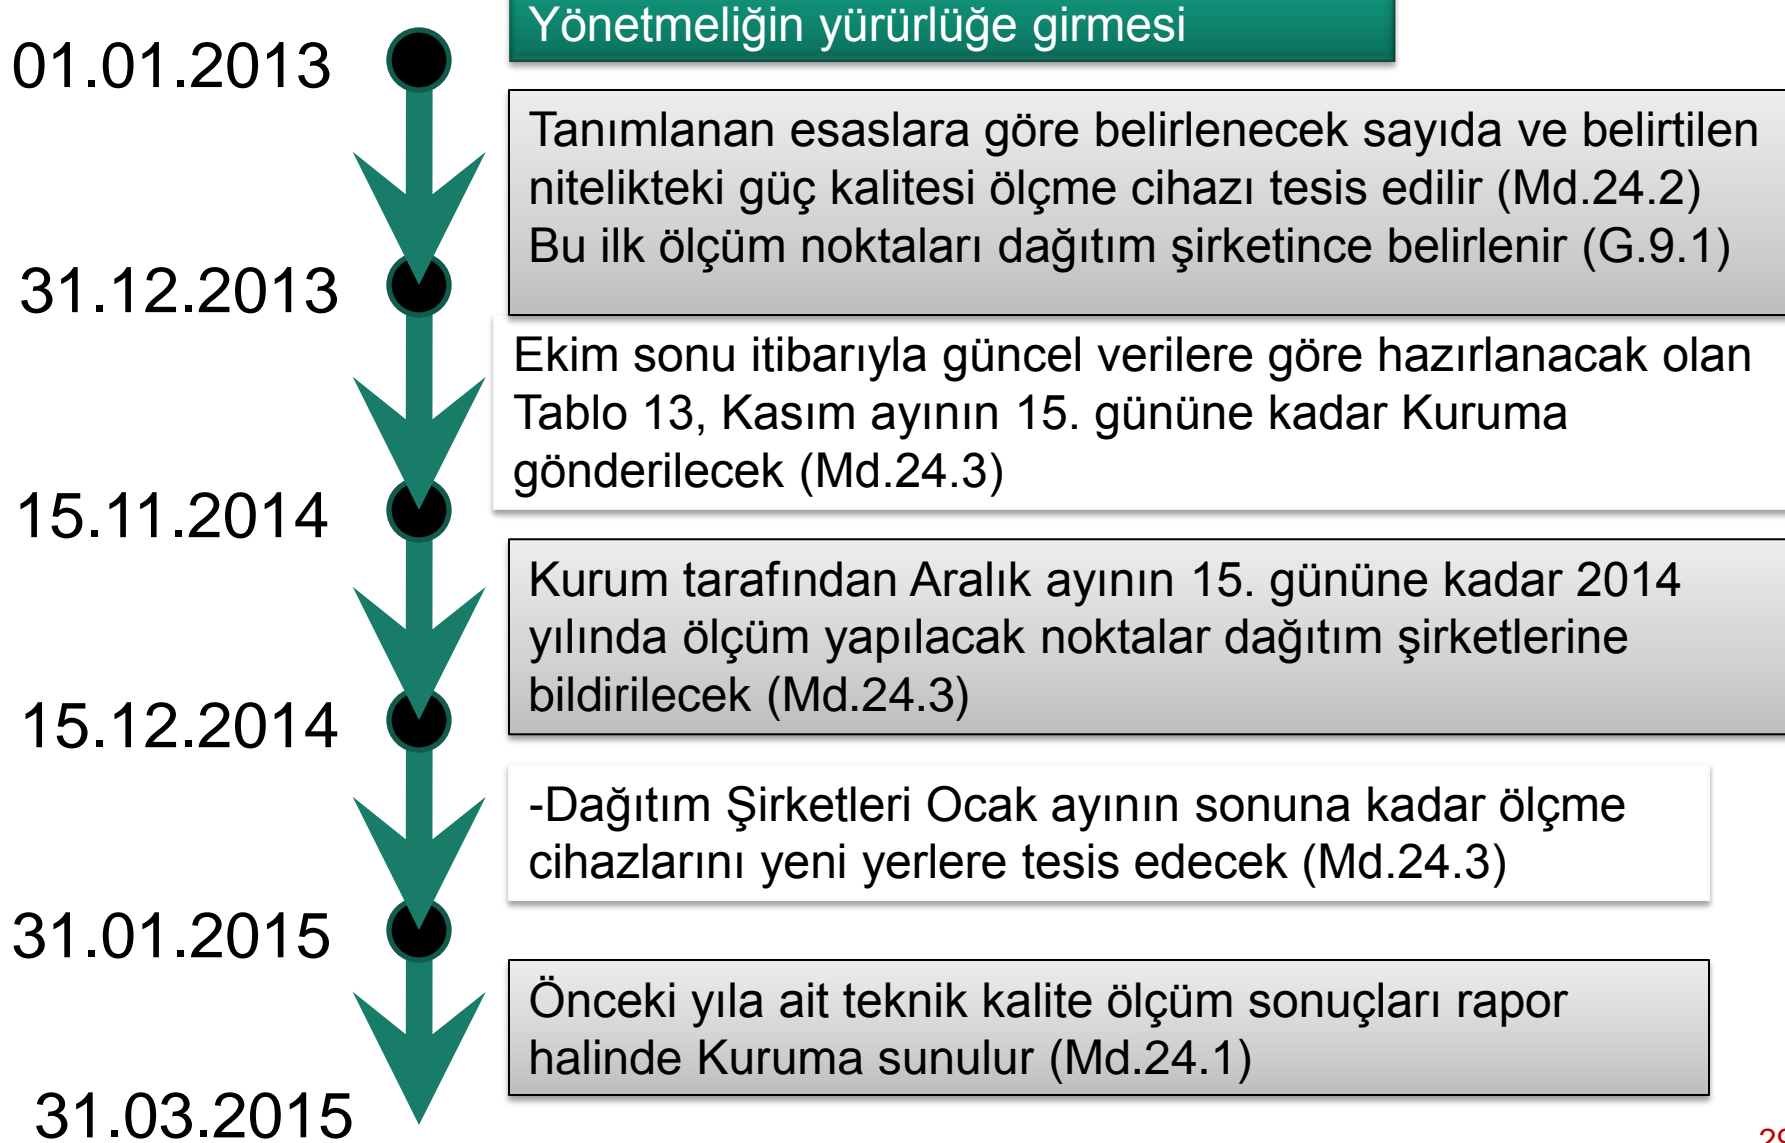 Yönetmeliğin yürürlüğe girmesi
01.01.2013
Tanımlanan esaslara göre belirlenecek sayıda ve belirtilen
nitelikteki güç kalitesi ölçme cihazı tesis edilir (Md.24.2)
Bu ilk ölçüm noktaları dağıtım şirketince belirlenir (G.9.1)
31.12.2013
Ekim sonu itibarıyla güncel verilere göre hazırlanacak olan
Tablo 13, Kasım ayının 15. gününe kadar Kuruma
gönderilecek (Md.24.3)
15.11.2014
Kurum tarafından Aralık ayının 15. gününe kadar 2014
yılında ölçüm yapılacak noktalar dağıtım şirketlerine
bildirilecek (Md.24.3)
15.12.2014
-Dağıtım Şirketleri Ocak ayının sonuna kadar ölçme
cihazlarını yeni yerlere tesis edecek (Md.24.3)
31.01.2015
Önceki yıla ait teknik kalite ölçüm sonuçları rapor
halinde Kuruma sunulur (Md.24.1)
31.03.2015
29